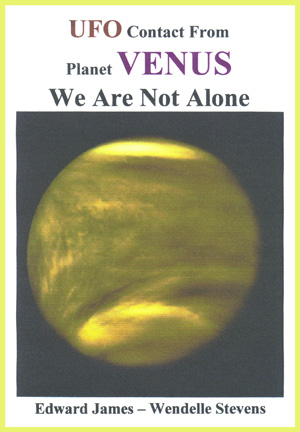 UFO Contact From
Planet VENUS
We Are Not Alone
Edward James – Wendelle Stevens